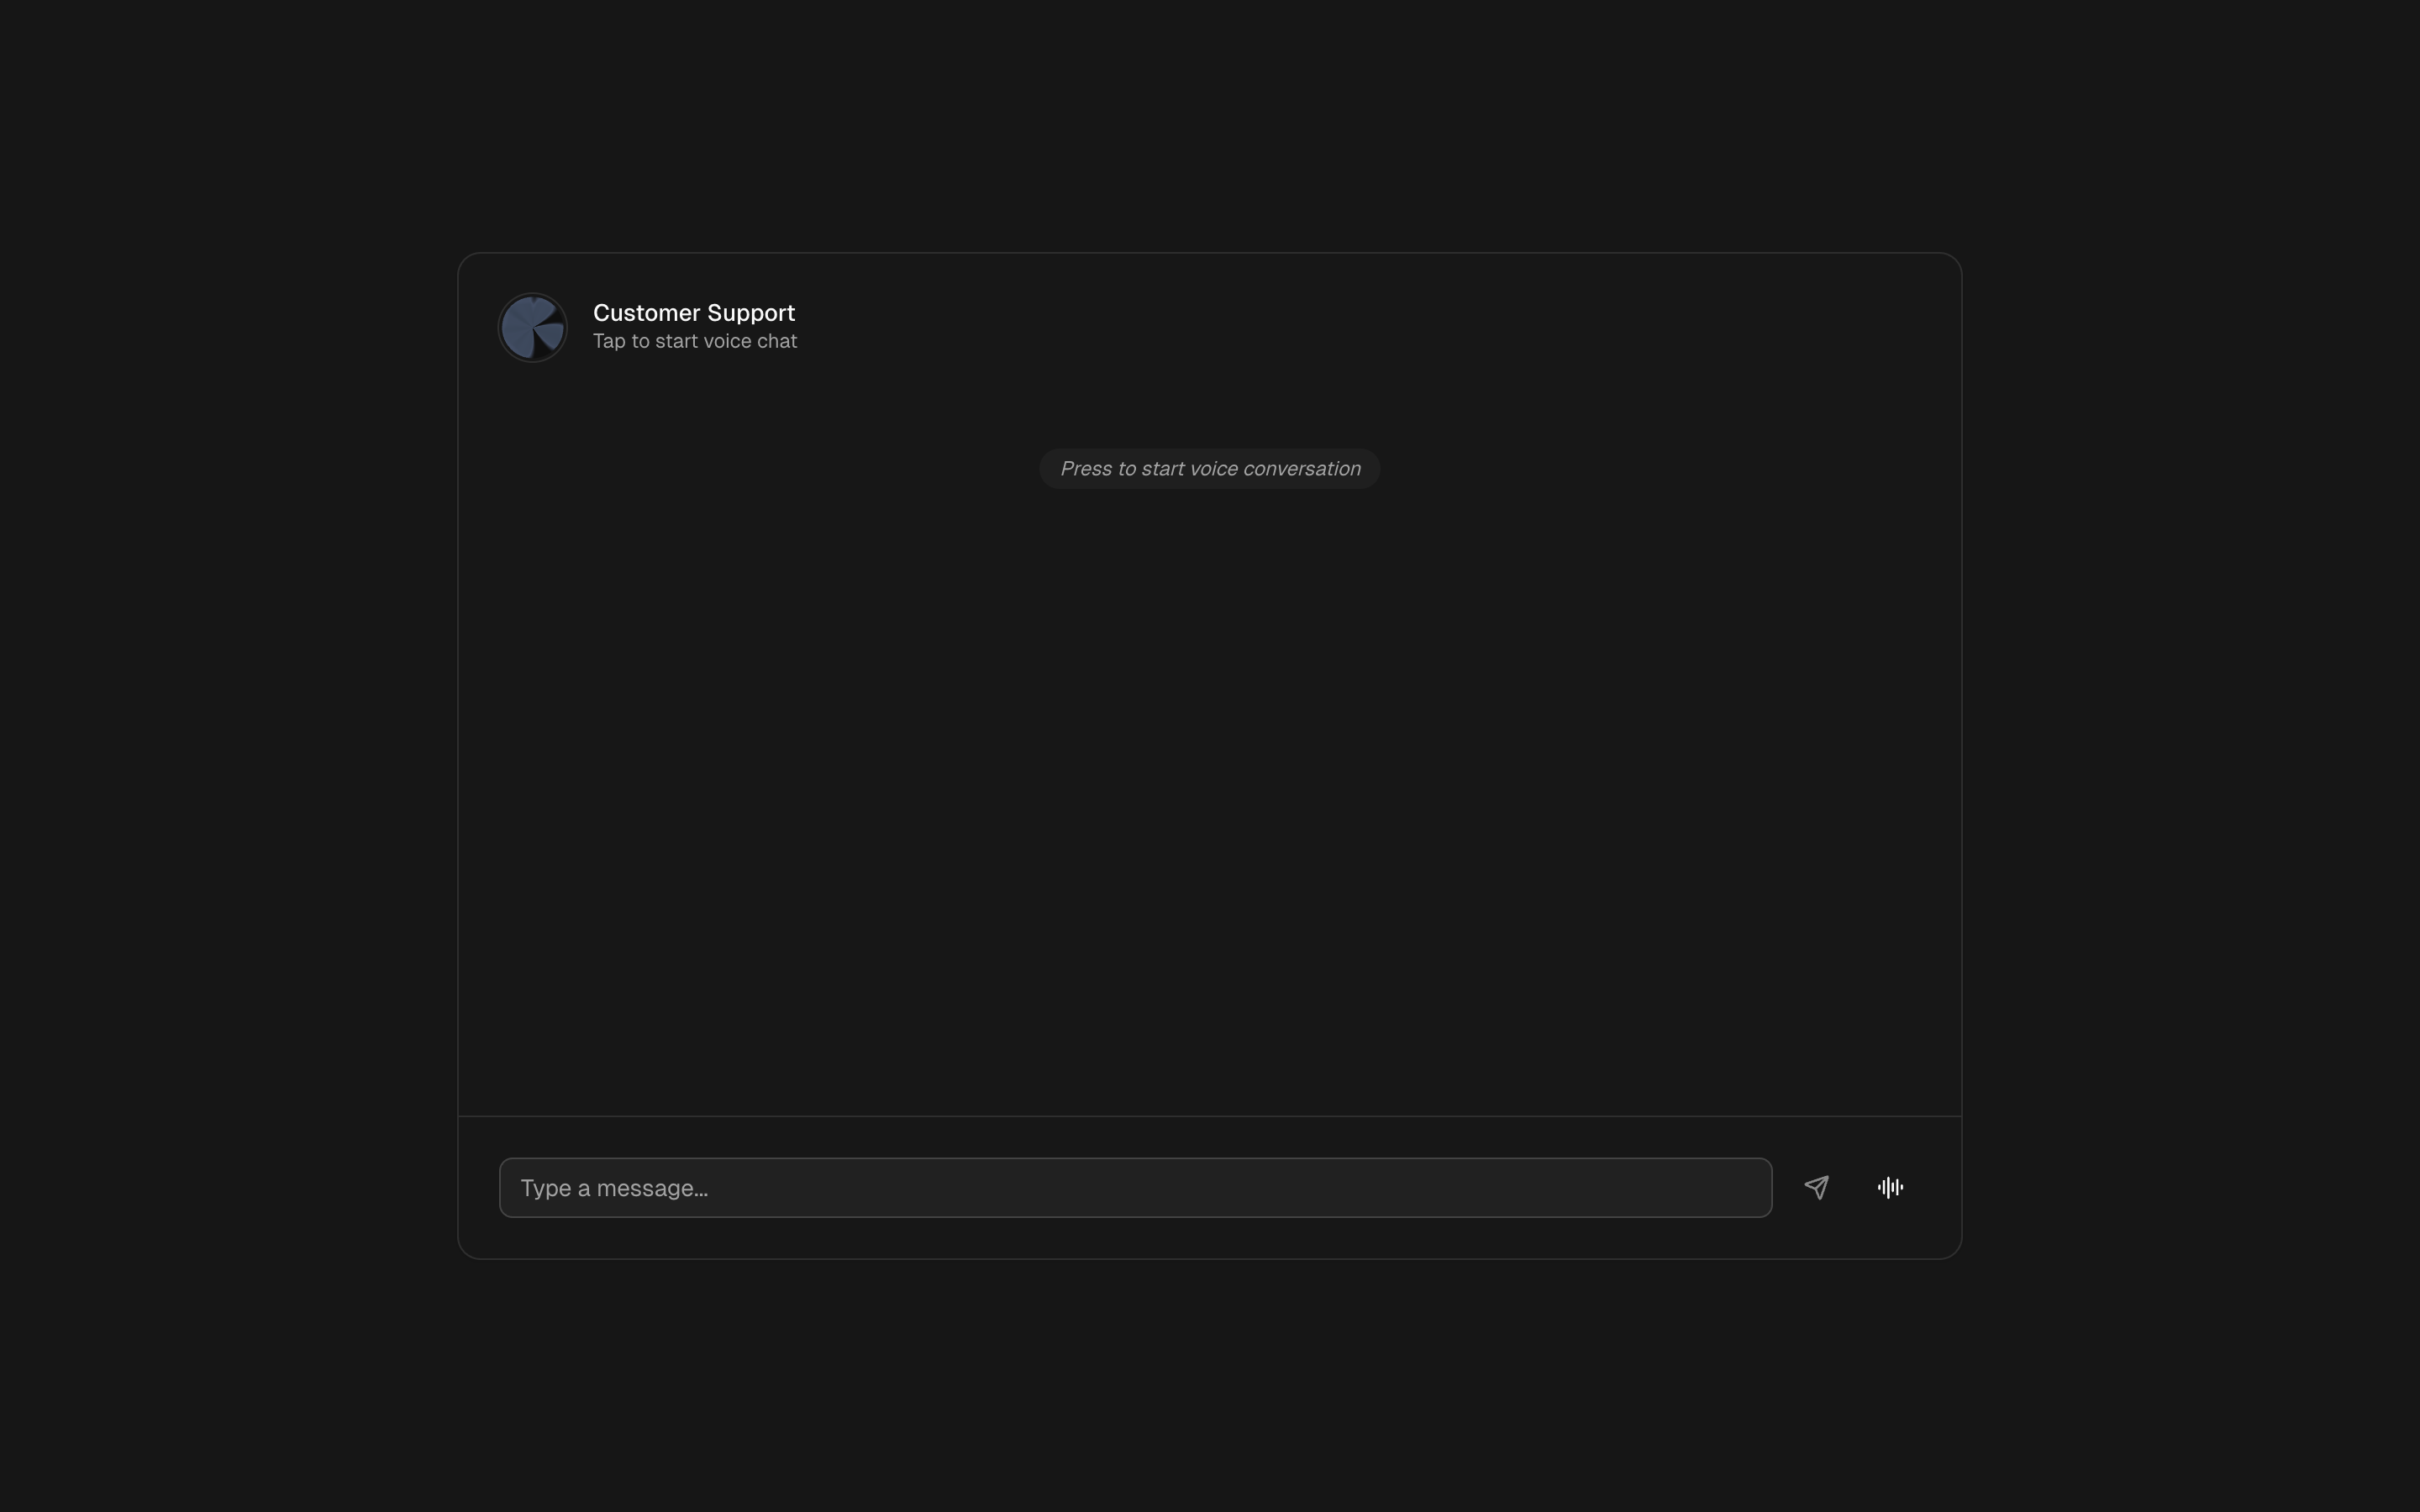 Customer Support
Tap to start voice chat
Press to start voice conversation
Type a message...